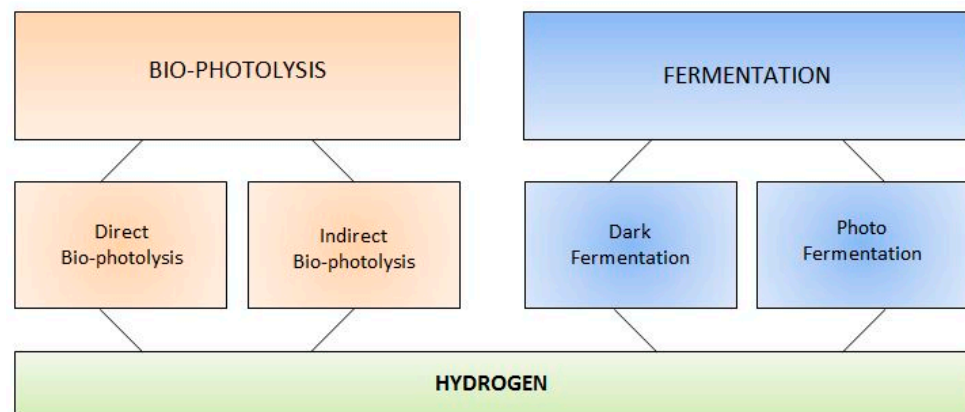 BIO-PHOTOLYSIS
FERMENTATION
Direct
Bio-photolysis
Indirect
Bio-photolysis
Dark
Fermentation
Photo
Fermentation
HYDROGEN